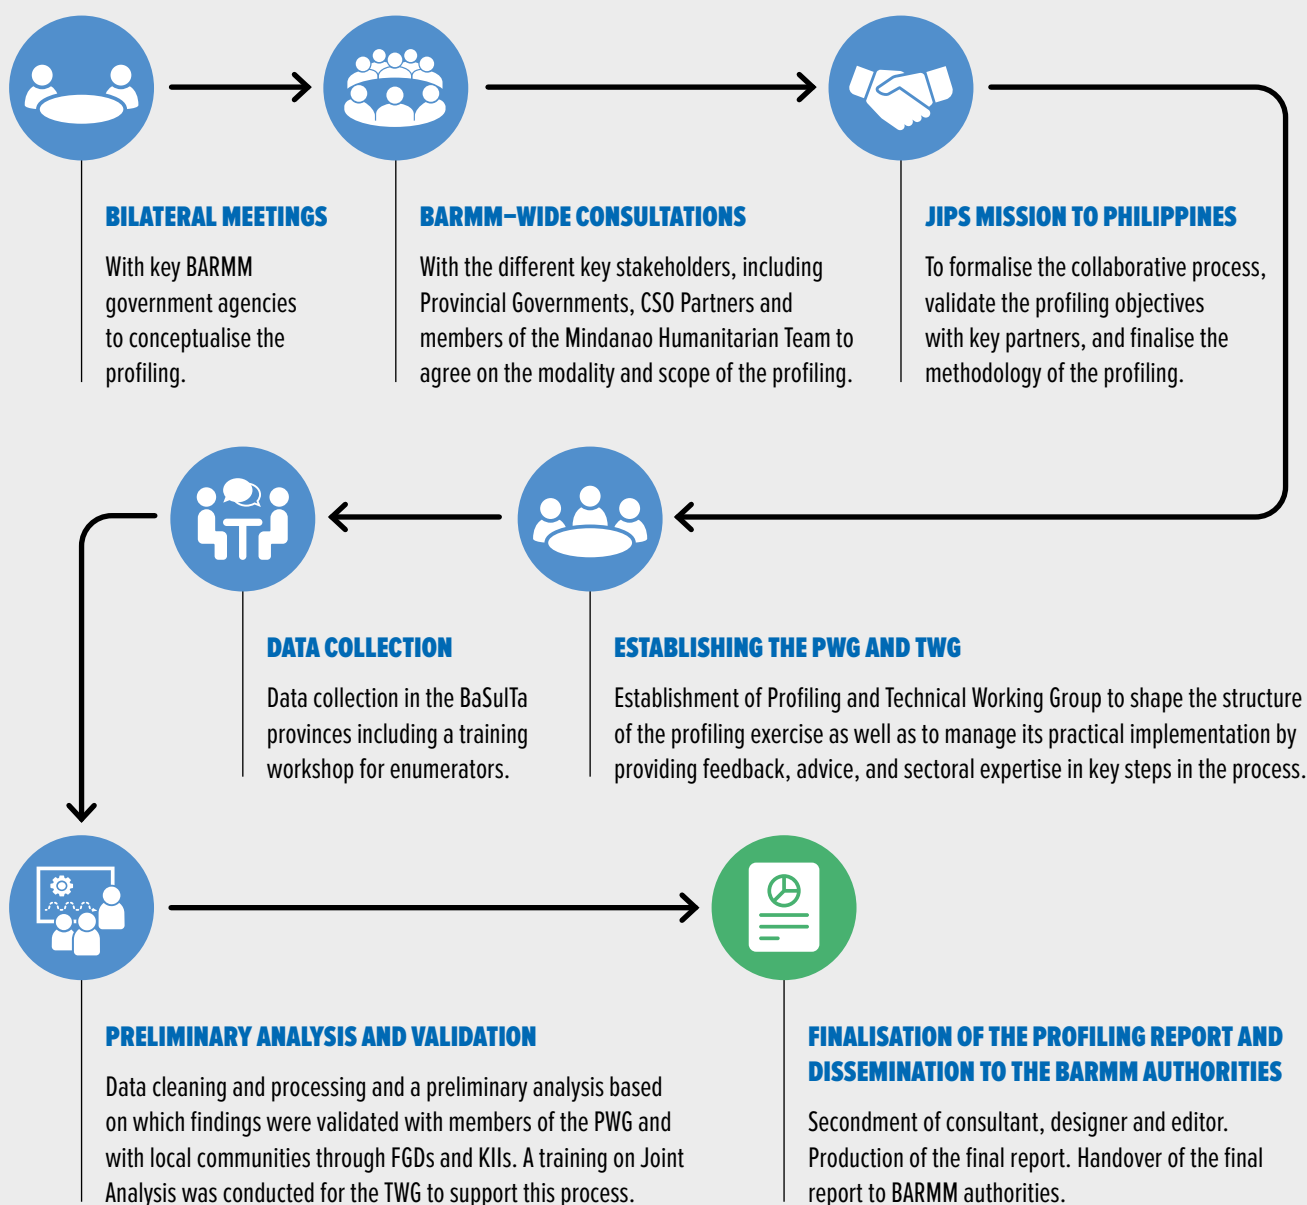 BILATERAL MEETINGS
With key BARMM
government agencies
to conceptualise the
profiling.
BARMM–WIDE CONSULTATIONS
With the different key stakeholders, including
Provincial Governments, CSO Partners and
members of the Mindanao Humanitarian Team to
agree on the modality and scope of the profiling.
JIPS MISSION TO PHILIPPINES
To formalise the collaborative process,
validate the profiling objectives
with key partners, and finalise the
methodology of the profiling.
ESTABLISHING THE PWG AND TWG
Establishment of Profiling and Technical Working Group to shape the structure
of the profiling exercise as well as to manage its practical implementation by
providing feedback, advice, and sectoral expertise in key steps in the process.
DATA COLLECTION
Data collection in the BaSulTa
provinces including a training
workshop for enumerators.
PRELIMINARY ANALYSIS AND VALIDATION
Data cleaning and processing and a preliminary analysis based
on which findings were validated with members of the PWG and
with local communities through FGDs and KIIs. A training on Joint
Analysis was conducted for the TWG to support this process.
FINALISATION OF THE PROFILING REPORT AND
DISSEMINATION TO THE BARMM AUTHORITIES
Secondment of consultant, designer and editor.
Production of the final report. Handover of the final
report to BARMM authorities.